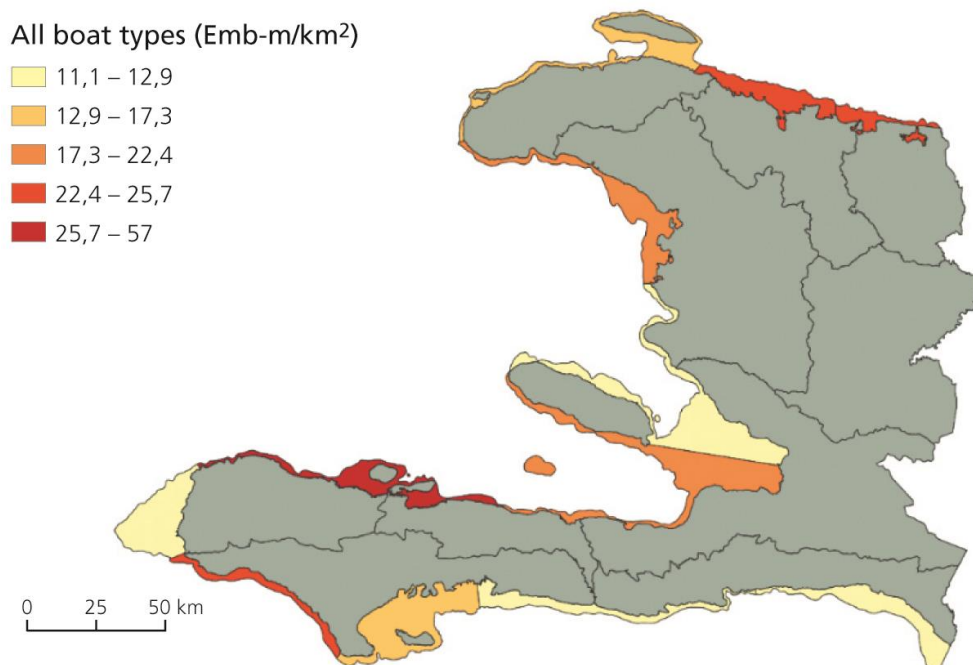 All boat types (Emb-m/km²)
11,1 – 12,9
12,9 – 17,3
17,3 – 22,4
22,4 – 25,7
25,7 – 57
0 25 50 km